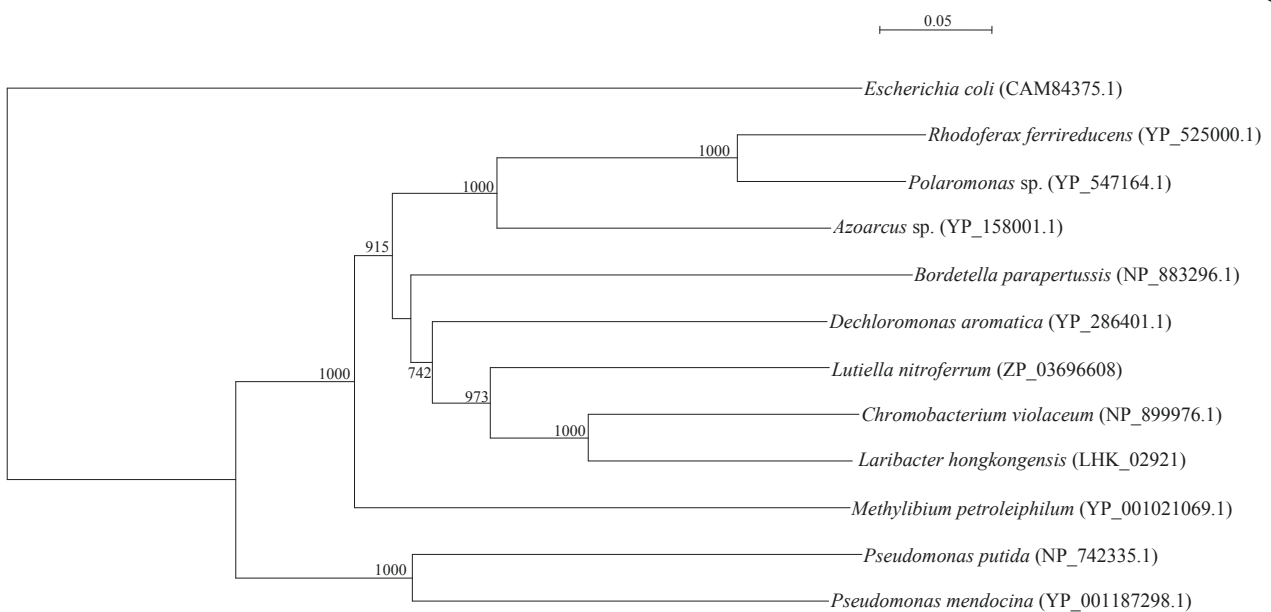 0.05
Escherichia coli (CAM84375.1)
Rhodoferax ferrireducens (YP_525000.1)
1000
Polaromonas sp. (YP_547164.1)
1000
Azoarcus sp. (YP_158001.1)
915
Bordetella parapertussis (NP_883296.1)
Dechloromonas aromatica (YP_286401.1)
742
1000
Lutiella nitroferrum (ZP_03696608)
973
Chromobacterium violaceum (NP_899976.1)
1000
Laribacter hongkongensis (LHK_02921)
Methylibium petroleiphilum (YP_001021069.1)
Pseudomonas putida (NP_742335.1)
1000
Pseudomonas mendocina (YP_001187298.1)